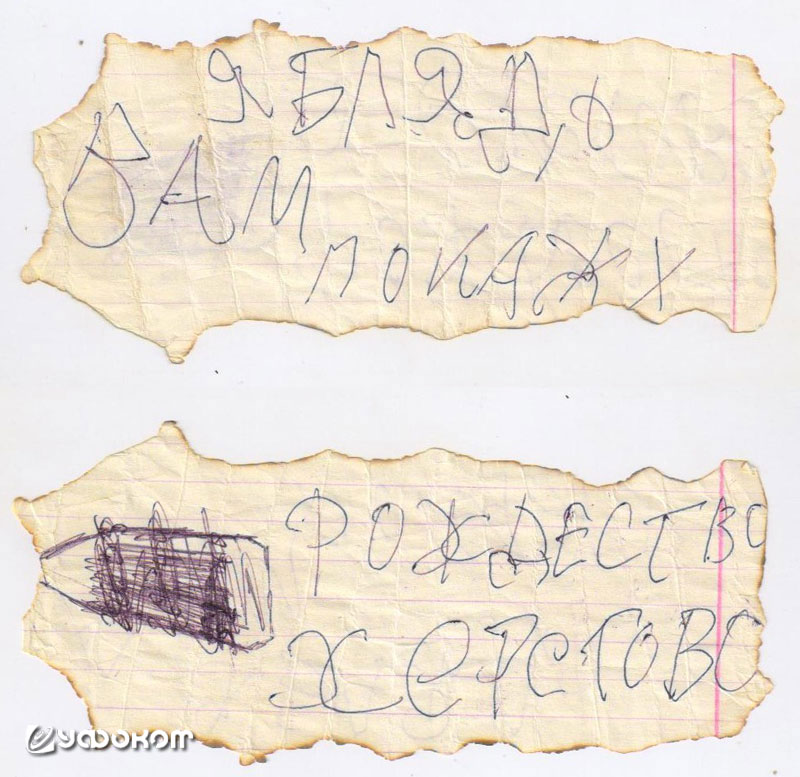 Я БЛЯДЬ
ВАМ
ПОКАЖУ
РОЖДЕСТВО
ХЕРСТОВО
уфоком